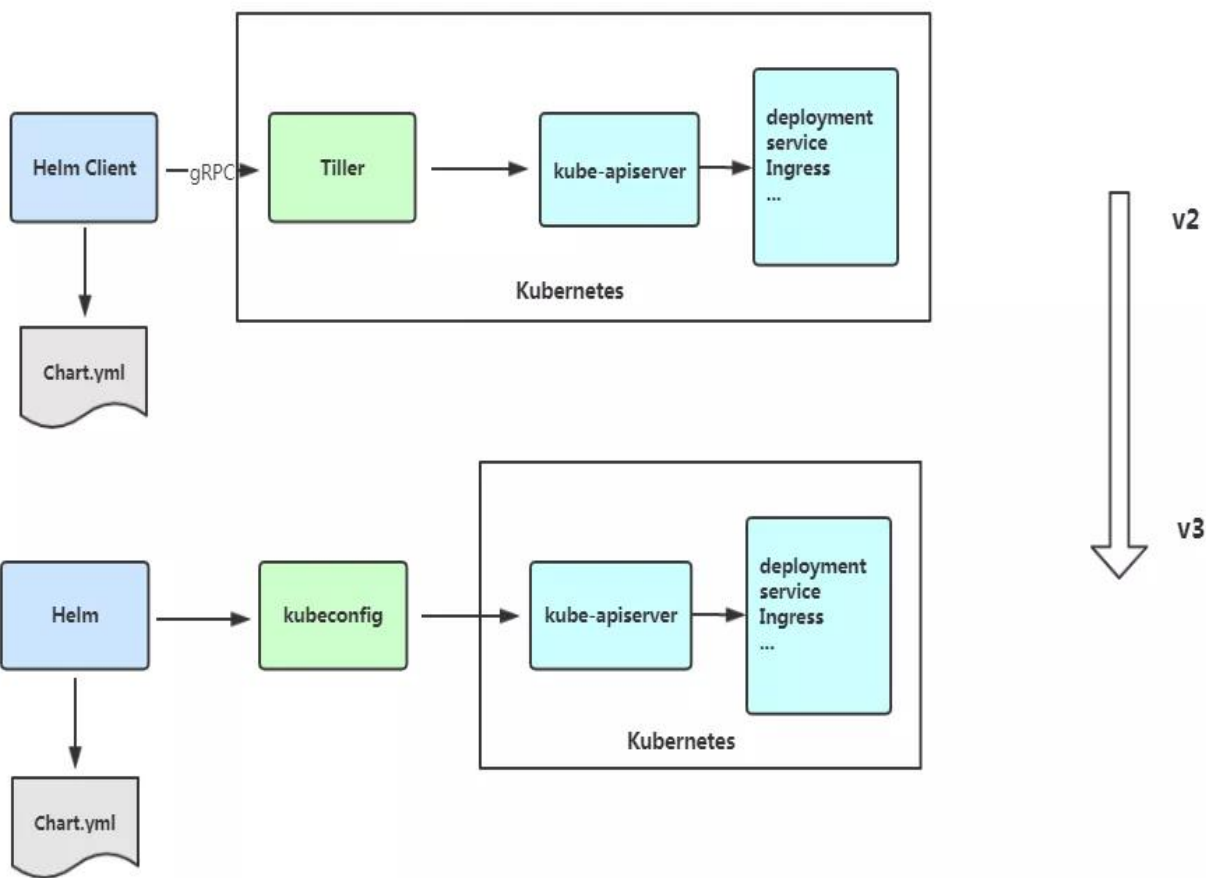 Helm Client
gRPC
Tiller
kube-apiserver
deployment
service
Ingress
...
Kubernetes
Chart.yml
v2
v3
Helm
kubeconfig
kube-apiserver
deployment
service
Ingress
...
Kubernetes
Chart.yml